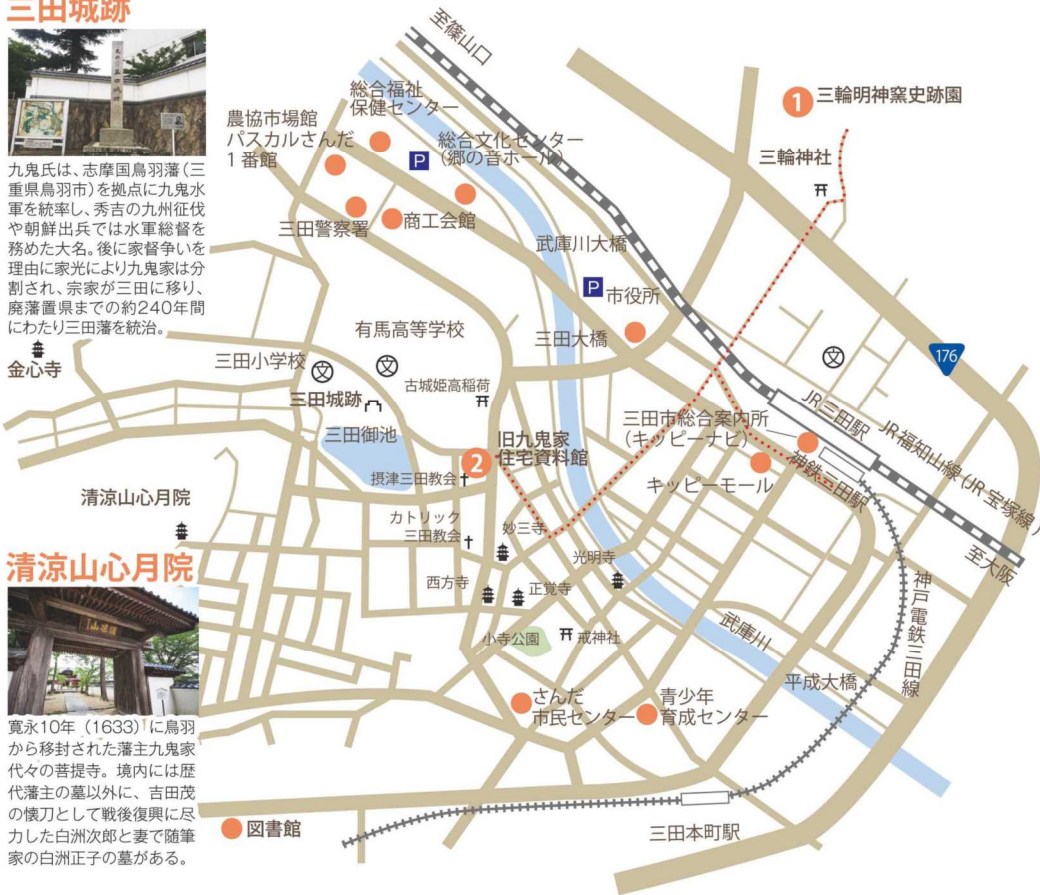 三田城跡
九鬼氏は、志摩国鳥羽藩(三
重県鳥羽市)を拠点に九鬼水
軍を統率し、秀吉の九州征伐
や朝鮮出兵では水軍総督を
務めた大名。後に家督争いを
理由に家光により九鬼家は分
割され、宗家が三田に移り、
廃藩置県までの約240年間
にわたり三田藩を統治。
金心寺
清涼山心月院
清涼山心月院
寛永10年(1633)に鳥羽
から移封された藩主九鬼家
代々の菩提寺。境内には歴
代藩主の墓以外に、吉田茂
の懐刀として戦後復興に尽
力した白洲次郎と妻で随筆
家の白洲正子の墓がある。
至篠山口
総合福祉
保健センター
農協市場館
パスカルさんだ
1番館
P
総合文化センター
(郷の音ホール)
三田警察署
商工会館
武庫川大橋
P
市役所
三田大橋
1
三輪明神窯史跡園
三輪神社
176
文
有馬高等学校
三田小学校
文
文
古城姫高稲荷
三田城跡
三田御池
2
旧九鬼家
住宅資料館
摂津三田教会
カトリック
三田教会
妙三寺
光明寺
西方寺
正覚寺
小寺公園
戎神社
三田市総合案内所
(キッピーナビ)
キッピーモール
JR三田駅
神鉄三田駅
JR福知山線(JR宝塚線)
至大阪
神戸電鉄三田線
武庫川
平成大橋
さんだ
市民センター
青少年
育成センター
図書館
三田本町駅